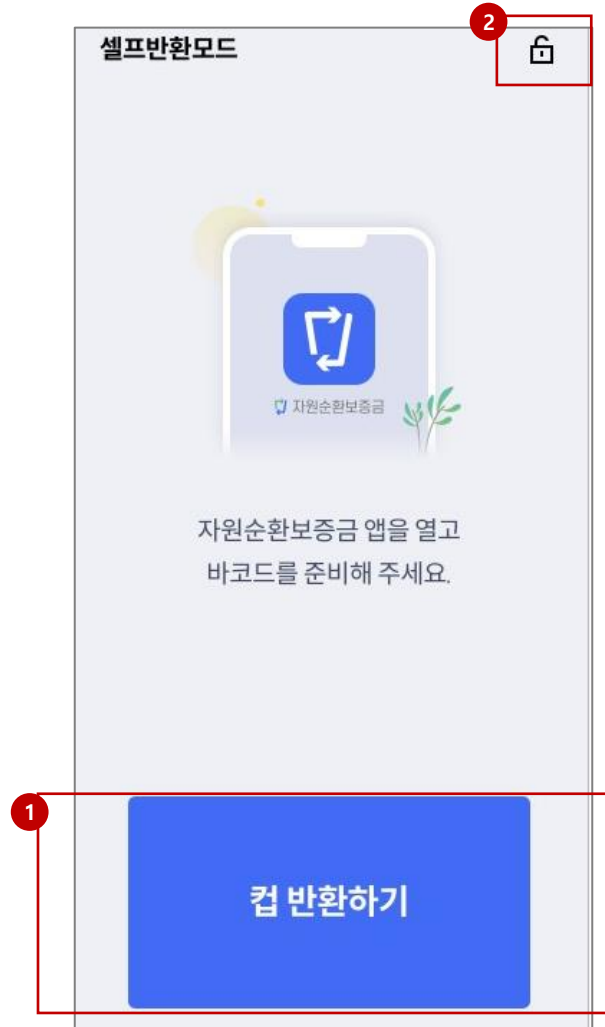 2
셀프반환모드
자원순환보증금
자원순환보증금 앱을 열고
바코드를 준비해 주세요.
1
컵 반환하기